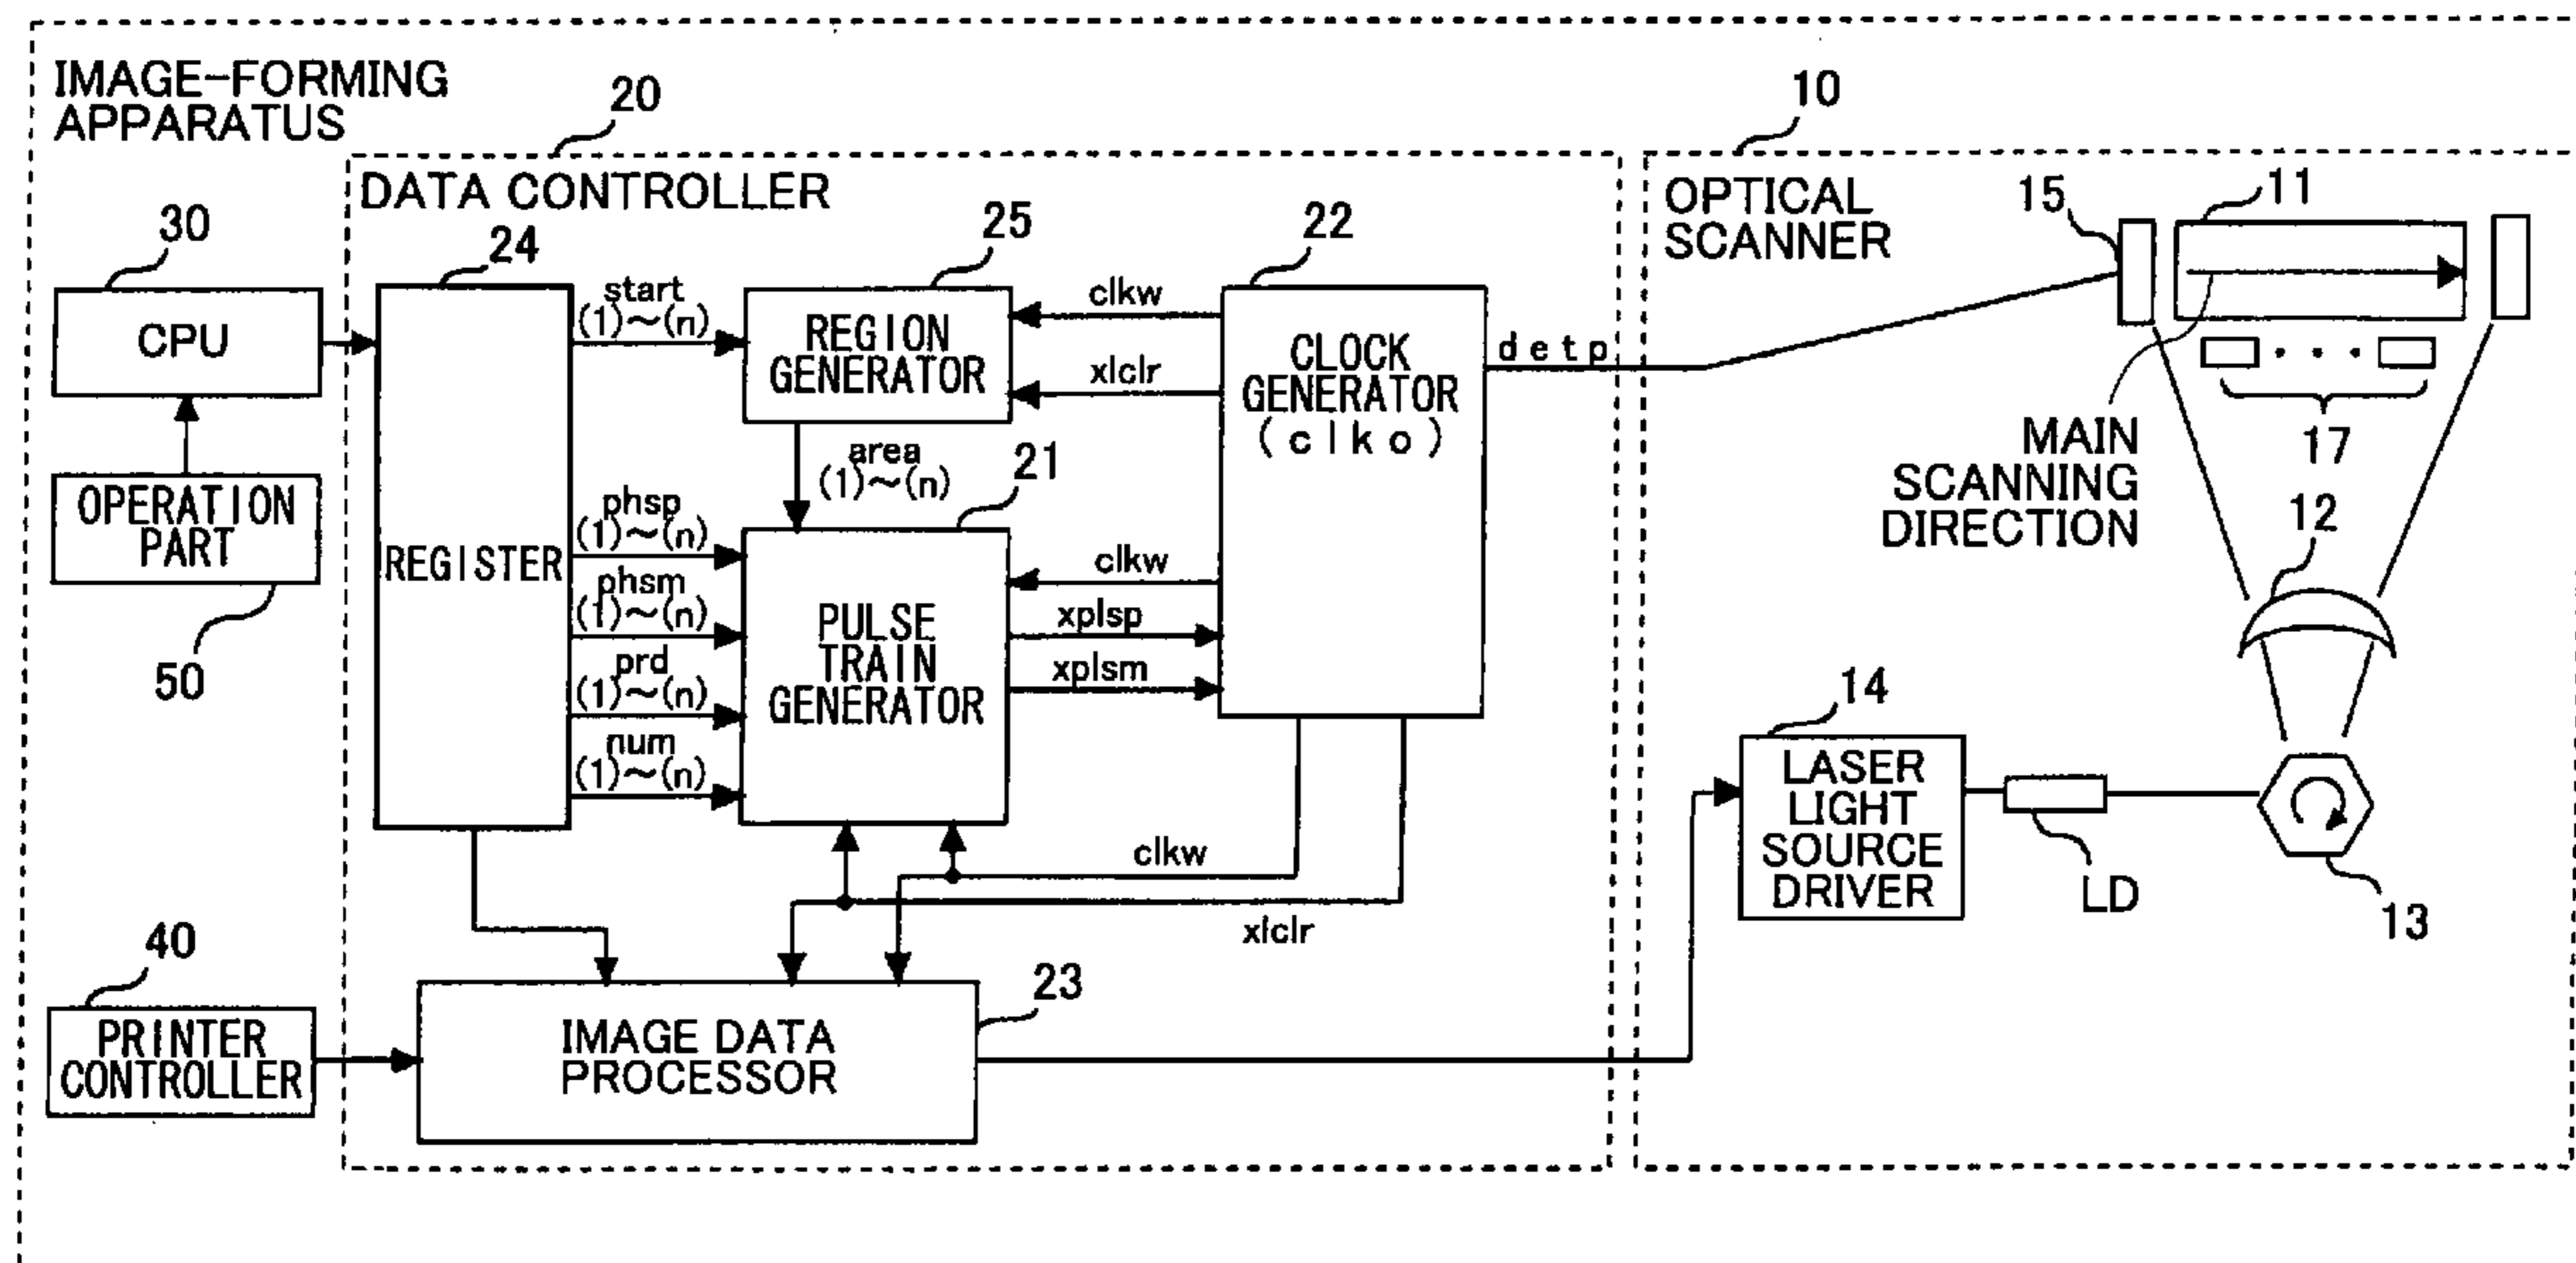 IMAGE-FORMING
APPARATUS
20
10
DATA CONTROLLER
OPTICAL
SCANNER
30
CPU
OPERATION
PART
50
40
PRINTER
CONTROLLER
24
REGISTER
start
(1)~(n)
phsp
(1)~(n)
phsm
(1)~(n)
prd
(1)~(n)
num
(1)~(n)
25
REGION
GENERATOR
area
(1)~(n)
21
PULSE
TRAIN
GENERATOR
clkw
xlclr
clkw
xplsp
xplsm
22
CLOCK
GENERATOR
(clko)
detp
clkw
xlclr
23
IMAGE DATA
PROCESSOR
15
11
MAIN
SCANNING
DIRECTION
17
12
14
LASER
LIGHT
SOURCE
DRIVER
LD
13